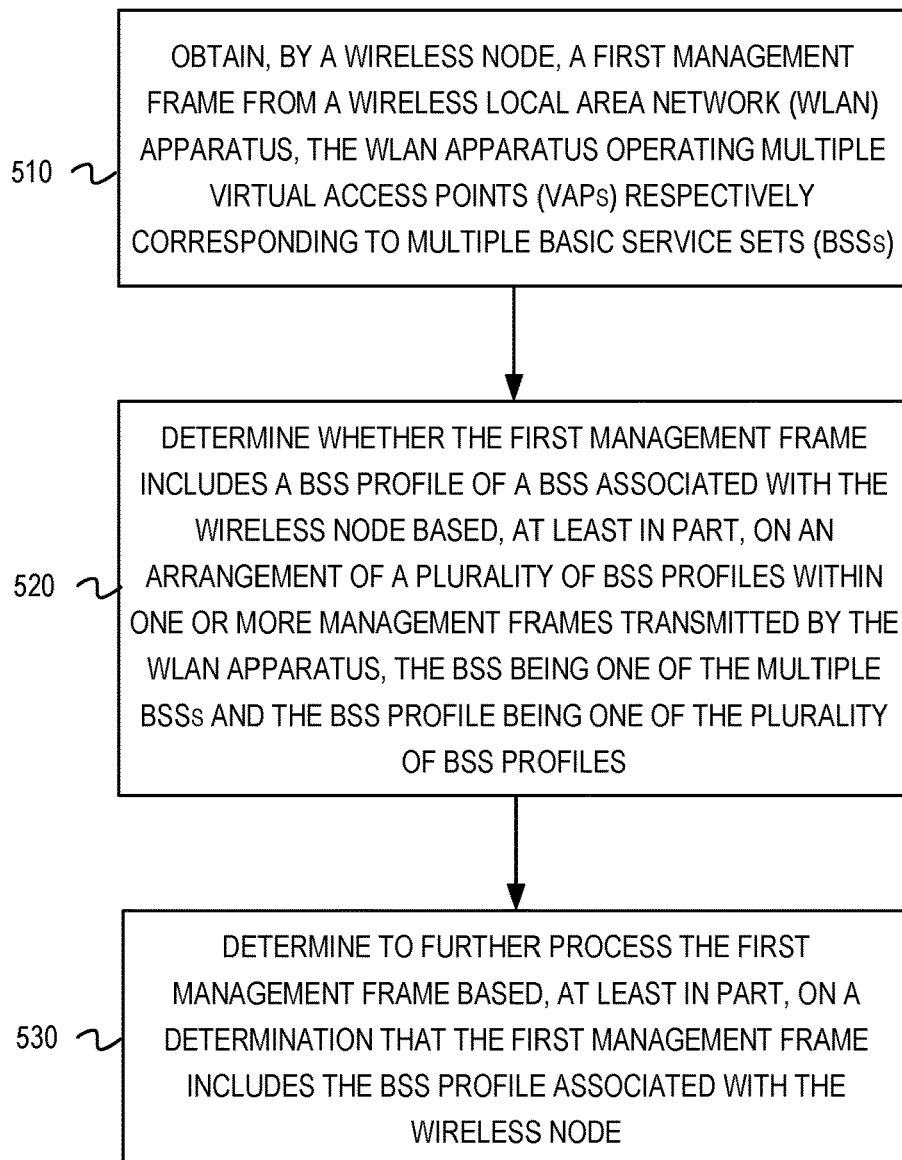 OBTAIN, BY A WIRELESS NODE, A FIRST MANAGEMENT
FRAME FROM A WIRELESS LOCAL AREA NETWORK (WLAN)
APPARATUS, THE WLAN APPARATUS OPERATING MULTIPLE
VIRTUAL ACCESS POINTS (VAPs) RESPECTIVELY
CORRESPONDING TO MULTIPLE BASIC SERVICE SETS (BSSs)
510
DETERMINE WHETHER THE FIRST MANAGEMENT FRAME
INCLUDES A BSS PROFILE OF A BSS ASSOCIATED WITH THE
WIRELESS NODE BASED, AT LEAST IN PART, ON AN
ARRANGEMENT OF A PLURALITY OF BSS PROFILES WITHIN
ONE OR MORE MANAGEMENT FRAMES TRANSMITTED BY THE
WLAN APPARATUS, THE BSS BEING ONE OF THE MULTIPLE
BSSs AND THE BSS PROFILE BEING ONE OF THE PLURALITY
OF BSS PROFILES
520
DETERMINE TO FURTHER PROCESS THE FIRST
MANAGEMENT FRAME BASED, AT LEAST IN PART, ON A
DETERMINATION THAT THE FIRST MANAGEMENT FRAME
INCLUDES THE BSS PROFILE ASSOCIATED WITH THE
WIRELESS NODE
530